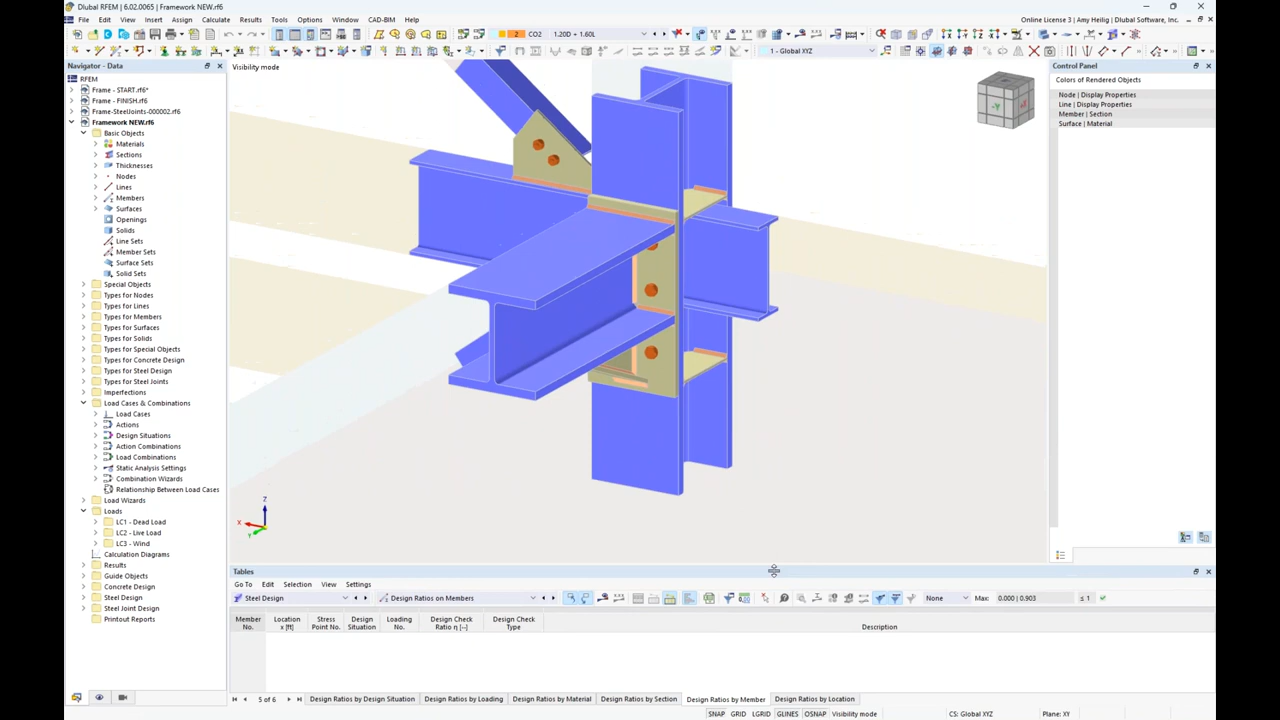 Dlubal RFEM | 6.02.0065 | Framework NEW.rf6
File Edit View Insert Assign Calculate Results Tools Options Window CAD-BIM Help
Online License 3 | Amy Heilig | Dlubal Software, Inc.
2 CO2 1.20D + 1.60L
1 - Global XYZ
Navigator - Data
RFEM
Frame - START.rf6*
Frame - FINISH.rf6
Frame-SteelJoints-000002.rf6
Framework NEW.rf6
Basic Objects
Materials
Sections
Thicknesses
Nodes
Lines
Members
Surfaces
Openings
Solids
Line Sets
Member Sets
Surface Sets
Solid Sets
Special Objects
Types for Nodes
Types for Lines
Types for Members
Types for Surfaces
Types for Solids
Types for Special Objects
Types for Concrete Design
Types for Steel Design
Types for Steel Joints
Imperfections
Load Cases & Combinations
Load Cases
Actions
Design Situations
Action Combinations
Load Combinations
Static Analysis Settings
Combination Wizards
Relationship Between Load Cases
Load Wizards
Loads
LC1 - Dead Load
LC2 - Live Load
LC3 - Wind
Calculation Diagrams
Results
Guide Objects
Concrete Design
Steel Design
Steel Joint Design
Printout Reports
Visibility mode
Z
X
Y
Control Panel
Colors of Rendered Objects
Node | Display Properties
Line | Display Properties
Member | Section
Surface | Material
Tables
Go To Edit Selection View Settings
Steel Design Design Ratios on Members None Max: 0.000 | 0.903 ≤ 1
Member No. Location x [ft] Stress Point No. Design Situation Loading No. Design Check Ratio η [--] Design Check Type Description
5 of 6 Design Ratios by Design Situation Design Ratios by Loading Design Ratios by Material Design Ratios by Section Design Ratios by Member Design Ratios by Location
SNAP GRID LGRID GLINES OSNAP Visibility mode CS: Global XYZ Plane: XY